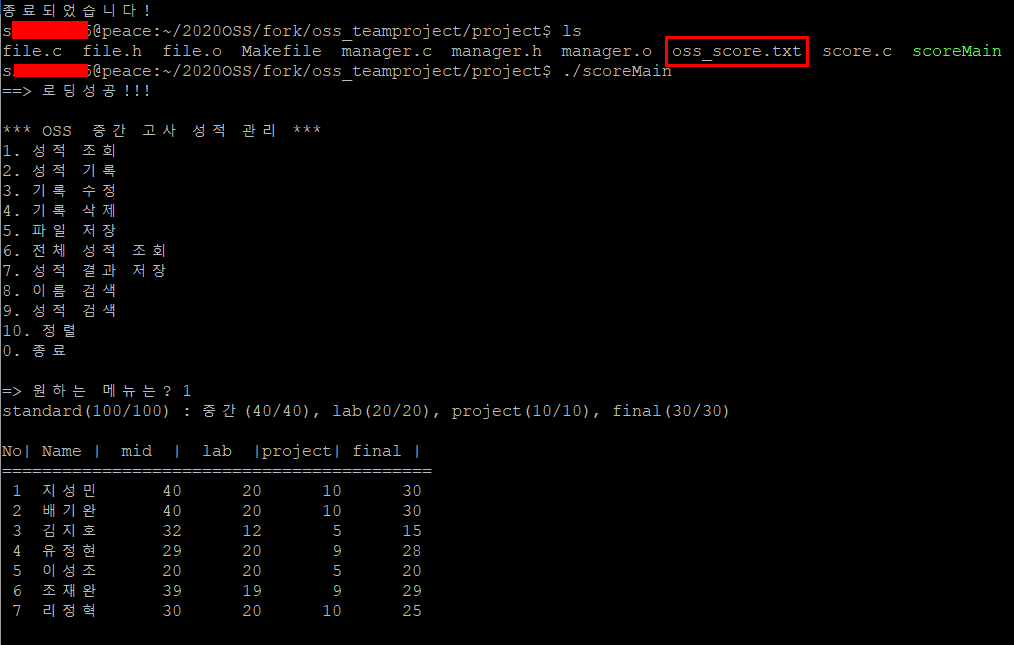 종료되었습니다!
s 5@peace:~/2020OSS/fork/oss_teamproject/project$ ls
file.c file.h file.o Makefile manager.c manager.h manager.o oss_score.txt score.c scoreMain
s 5@peace:~/2020OSS/fork/oss_teamproject/project$ ./scoreMain
==> 로딩성공!!!
*** OSS 중간 고사 성적 관리 ***
1. 성적 조회
2. 성적 기록
3. 기록 수정
4. 기록 삭제
5. 파일 저장
6. 전체 성적 조회
7. 성적 결과 저장
8. 이름 검색
9. 성적 검색
10. 정렬
0. 종료
=> 원하는 메뉴는? 1
standard(100/100) : 중간(40/40), lab(20/20), project(10/10), final(30/30)
No| Name | mid | lab |project| final |
===========================================
1 지성민 40 20 10 30
2 배기완 40 20 10 30
3 김지호 32 12 5 15
4 유정현 29 20 9 28
5 이성조 20 20 5 20
6 조재완 39 19 9 29
7 리정혁 30 20 10 25